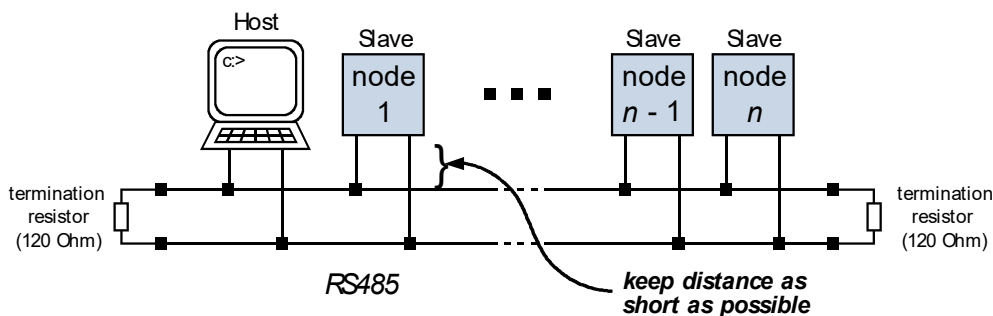 Host
c:>
Slave
node
1
Slave
node
n - 1
Slave
node
n
termination
resistor
(120 Ohm)
termination
resistor
(120 Ohm)
RS485
keep distance as
short as possible